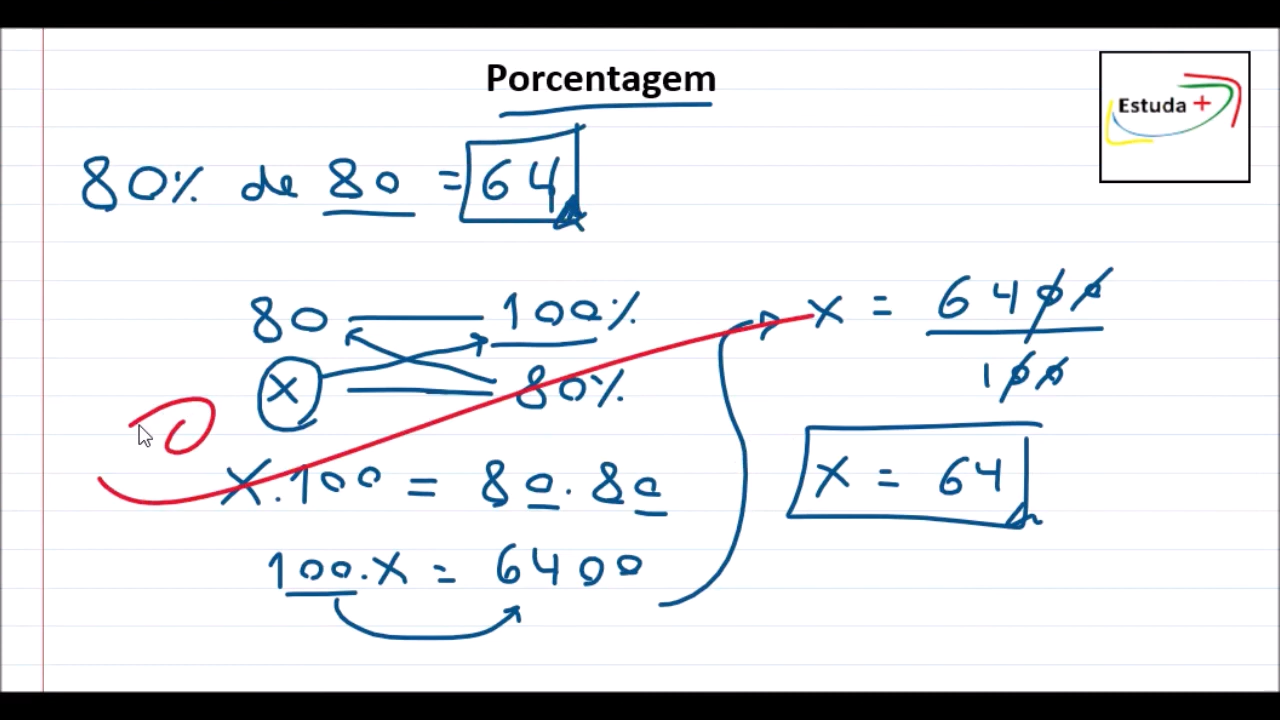 Porcentagem
Estuda +
80% de 80 = 64
80 100%
X 80%
X.100 = 80.80
100.X = 6400
X = 6400
100
X = 64